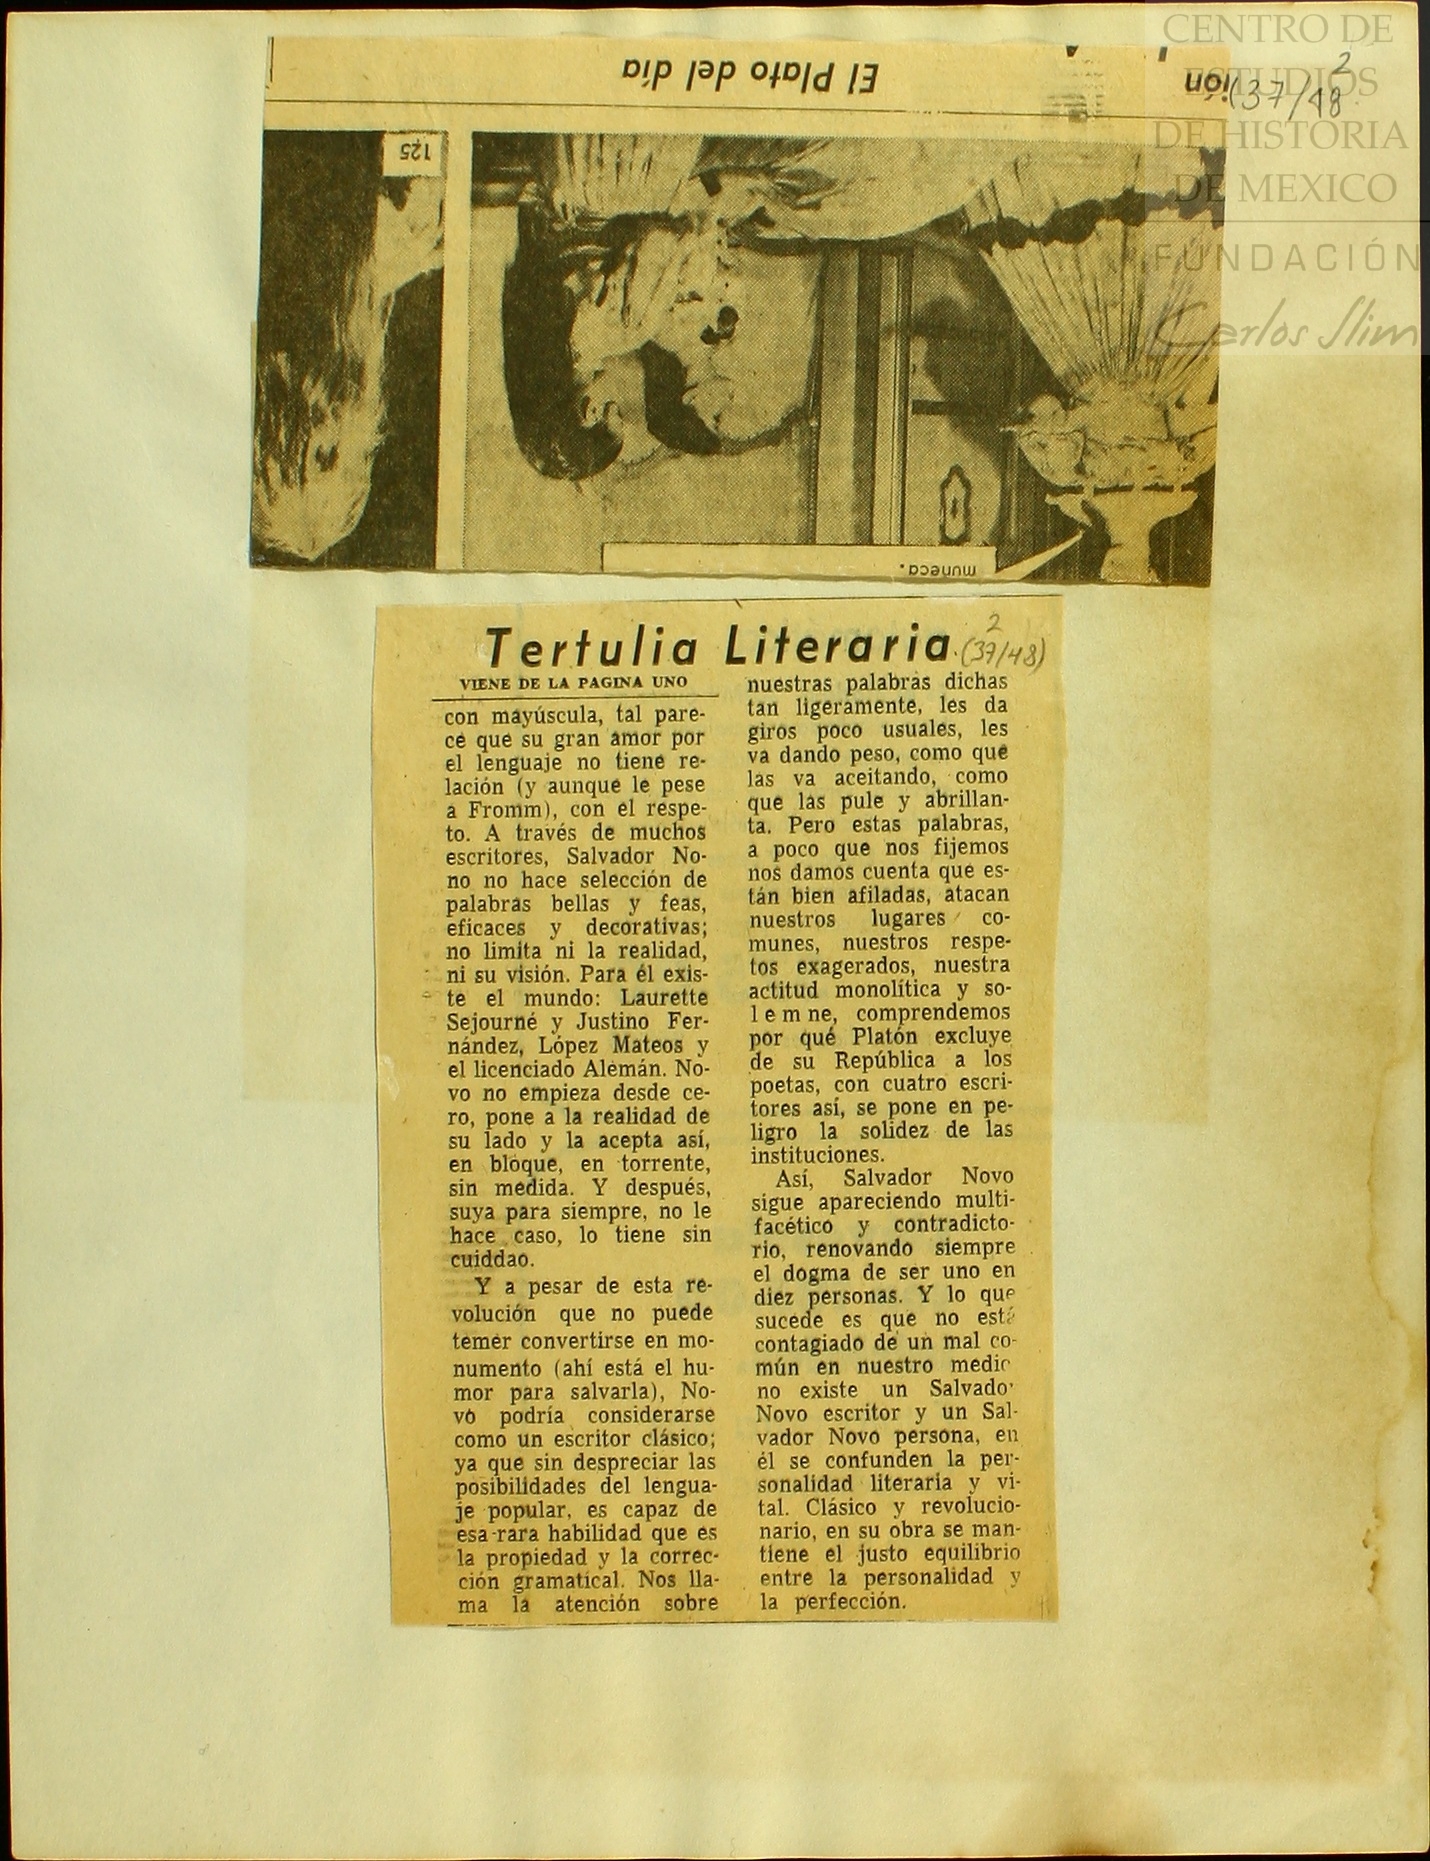 CENTRO DE
ESTUDIOS
DE HISTORIA
DE MEXICO
FUNDACIÓN
Carlos Slim
El Plato del día
ión
2
(37/48
125
muñeca.
Tertulia Literaria
2
(37/48)
VIENE DE LA PAGINA UNO
con mayúscula, tal pare-
ce que su gran amor por
el lenguaje no tiene re-
lación (y aunque le pese
a Fromm), con el respe-
to. A través de muchos
escritores, Salvador No-
no no hace selección de
palabras bellas y feas,
eficaces y decorativas;
no limita ni la realidad,
ni su visión. Para él exis-
te el mundo: Laurette
Sejourné y Justino Fer-
nández, López Mateos y
el licenciado Alemán. No-
vo no empieza desde ce-
ro, pone a la realidad de
su lado y la acepta así,
en bloque, en torrente,
sin medida. Y después,
suya para siempre, no le
hace caso, lo tiene sin
cuiddao.
Y a pesar de esta re-
volución que no puede
temer convertirse en mo-
numento (ahí está el hu-
mor para salvarla), No-
vo podría considerarse
como un escritor clásico;
ya que sin despreciar las
posibilidades del lengua-
je popular, es capaz de
esa rara habilidad que es
la propiedad y la correc-
ción gramatical. Nos lla-
ma la atención sobre
nuestras palabras dichas
tan ligeramente, les da
giros poco usuales, les
va dando peso, como que
las va aceitando, como
que las pule y abrillan-
ta. Pero estas palabras,
a poco que nos fijemos
nos damos cuenta que es-
tán bien afiladas, atacan
nuestros lugares co-
munes, nuestros respe-
tos exagerados, nuestra
actitud monolítica y so-
lemne, comprendemos
por qué Platón excluye
de su República a los
poetas, con cuatro escri-
tores así, se pone en pe-
ligro la solidez de las
instituciones.
Así, Salvador Novo
sigue apareciendo multi-
facético y contradicto-
rio, renovando siempre
el dogma de ser uno en
diez personas. Y lo que
sucede es que no está
contagiado de un mal co-
mún en nuestro medio
no existe un Salvador
Novo escritor y un Sal-
vador Novo persona, en
él se confunden la per-
sonalidad literaria y vi-
tal. Clásico y revolucio-
nario, en su obra se man-
tiene el justo equilibrio
entre la personalidad y
la perfección.